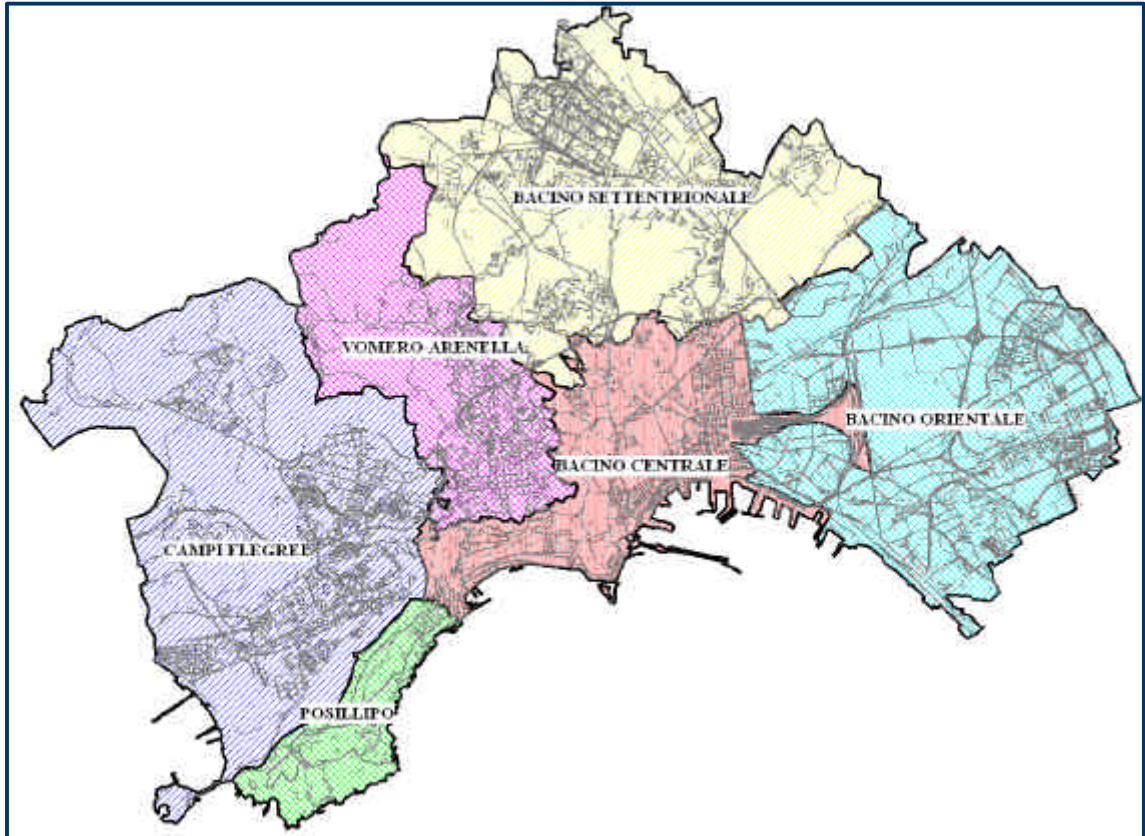 BACINO SETTENTRIONALE
VOMERO-ARENELLA
BACINO ORIENTALE
BACINO CENTRALE
CAMPI FLEGREE
POSILLIPO